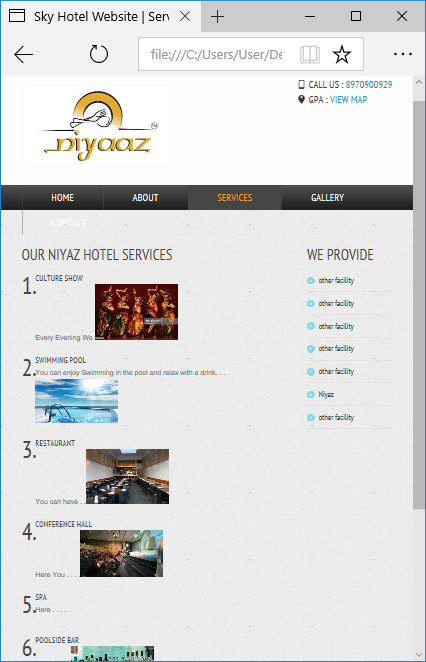 Sky Hotel Website | Serv
file:///C:/Users/User/De
CALL US : 8970900929
GPA : VIEW MAP
niyaaz
HOME ABOUT SERVICES GALLERY
CONTACT
OUR NIYAZ HOTEL SERVICES
1. CULTURE SHOW
Every Evening We
2. SWIMMING POOL
You can enjoy Swimming in the pool and relax with a drink. . .
3. RESTAURANT
You can have . .
4. CONFERENCE HALL
Here You . . . .
5. SPA
Here . . . .
6. POOLSIDE BAR
WE PROVIDE
other facility
other facility
other facility
other facility
other facility
Niyaz
other facility